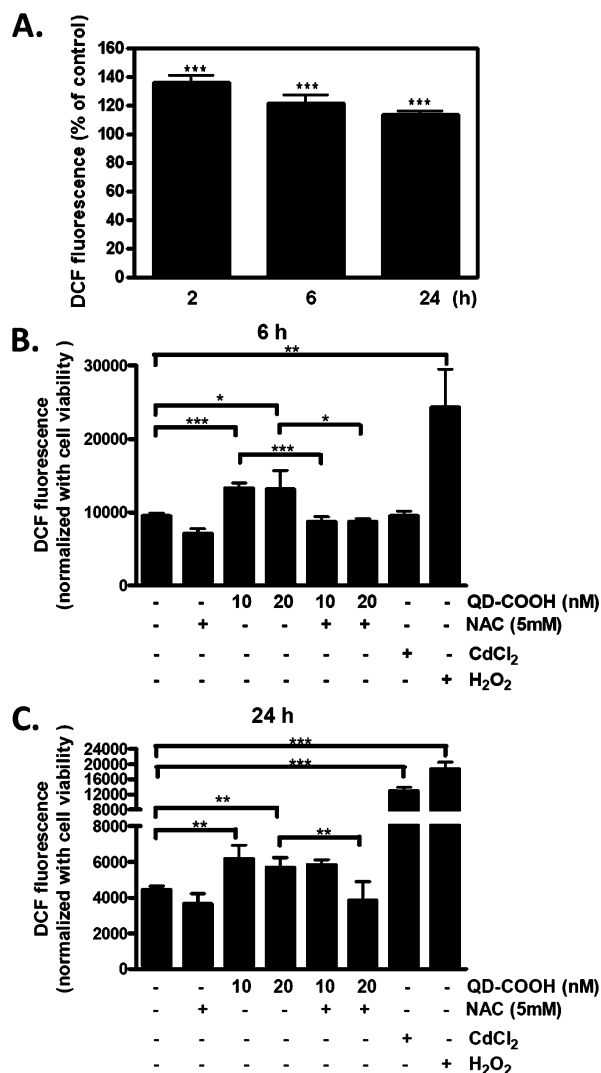 A.
DCF fluorescence (% of control)
160
140
120
100
80
60
40
20
0
***
***
***
2 6 24 (h)
B.
6 h
DCF fluorescence
(normalized with cell viability )
30000
20000
10000
0
**
*
*
***
***
- - 10 20 10 20 - - QD-COOH (nM)
- + - - + + - - NAC (5mM)
- - - - - - + - CdCl₂
- - - - - - - + H₂O₂
C.
24 h
DCF fluorescence
(normalized with cell viability )
24000
20000
16000
12000
8000
8000
6000
4000
2000
0
***
***
**
**
**
- - 10 20 10 20 - - QD-COOH (nM)
- + - - + + - - NAC (5mM)
- - - - - - + - CdCl₂
- - - - - - - + H₂O₂